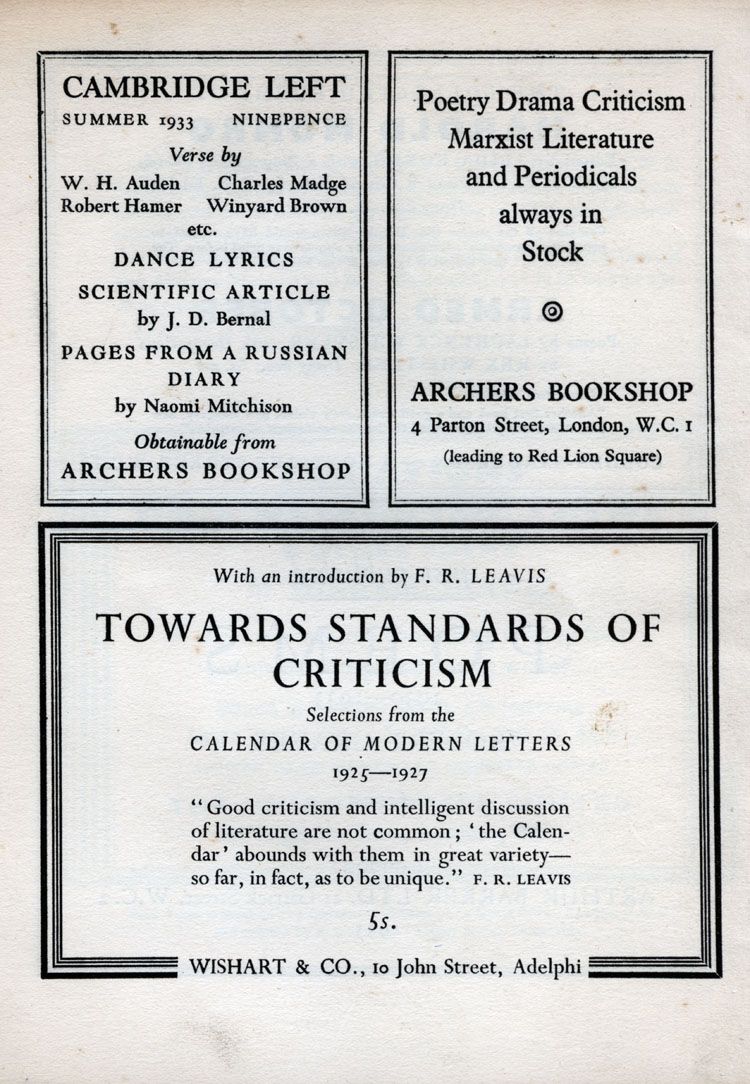 CAMBRIDGE LEFT
SUMMER 1933 NINEPENCE
Verse by
W. H. Auden Charles Madge
Robert Hamer Winyard Brown
etc.
DANCE LYRICS
SCIENTIFIC ARTICLE
by J. D. Bernal
PAGES FROM A RUSSIAN
DIARY
by Naomi Mitchison
Obtainable from
ARCHERS BOOKSHOP
Poetry Drama Criticism
Marxist Literature
and Periodicals
always in
Stock
ARCHERS BOOKSHOP
4 Parton Street, London, W.C. 1
(leading to Red Lion Square)
With an introduction by F. R. LEAVIS
TOWARDS STANDARDS OF
CRITICISM
Selections from the
CALENDAR OF MODERN LETTERS
1925—1927
“Good criticism and intelligent discussion
of literature are not common; ‘the Calen-
dar’ abounds with them in great variety—
so far, in fact, as to be unique.” F. R. LEAVIS
5s.
WISHART & CO., 10 John Street, Adelphi